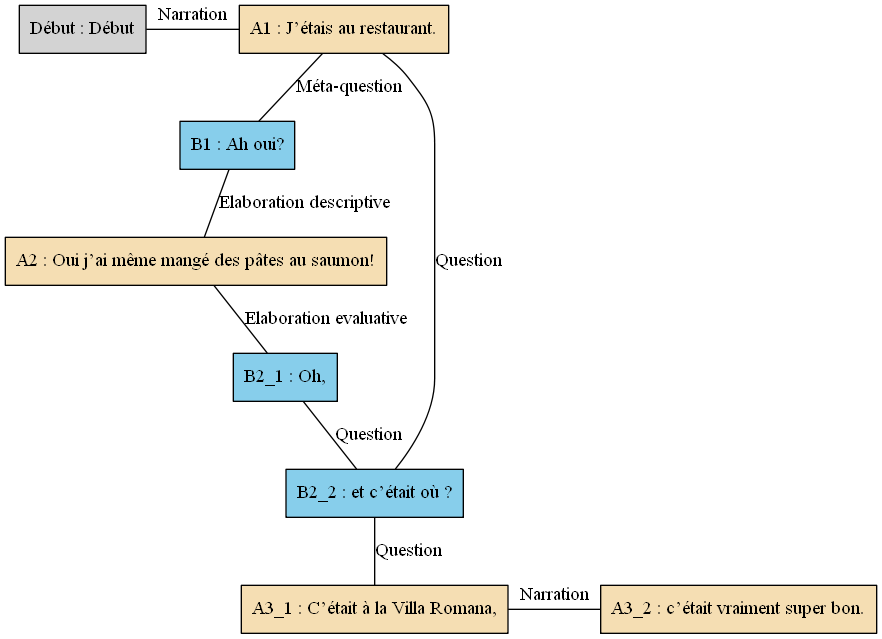 Début : Début
Narration
A1 : J’étais au restaurant.
Méta-question
B1 : Ah oui?
Elaboration descriptive
A2 : Oui j’ai même mangé des pâtes au saumon!
Question
Elaboration evaluative
B2_1 : Oh,
Question
B2_2 : et c’était où ?
Question
A3_1 : C’était à la Villa Romana,
Narration
A3_2 : c’était vraiment super bon.